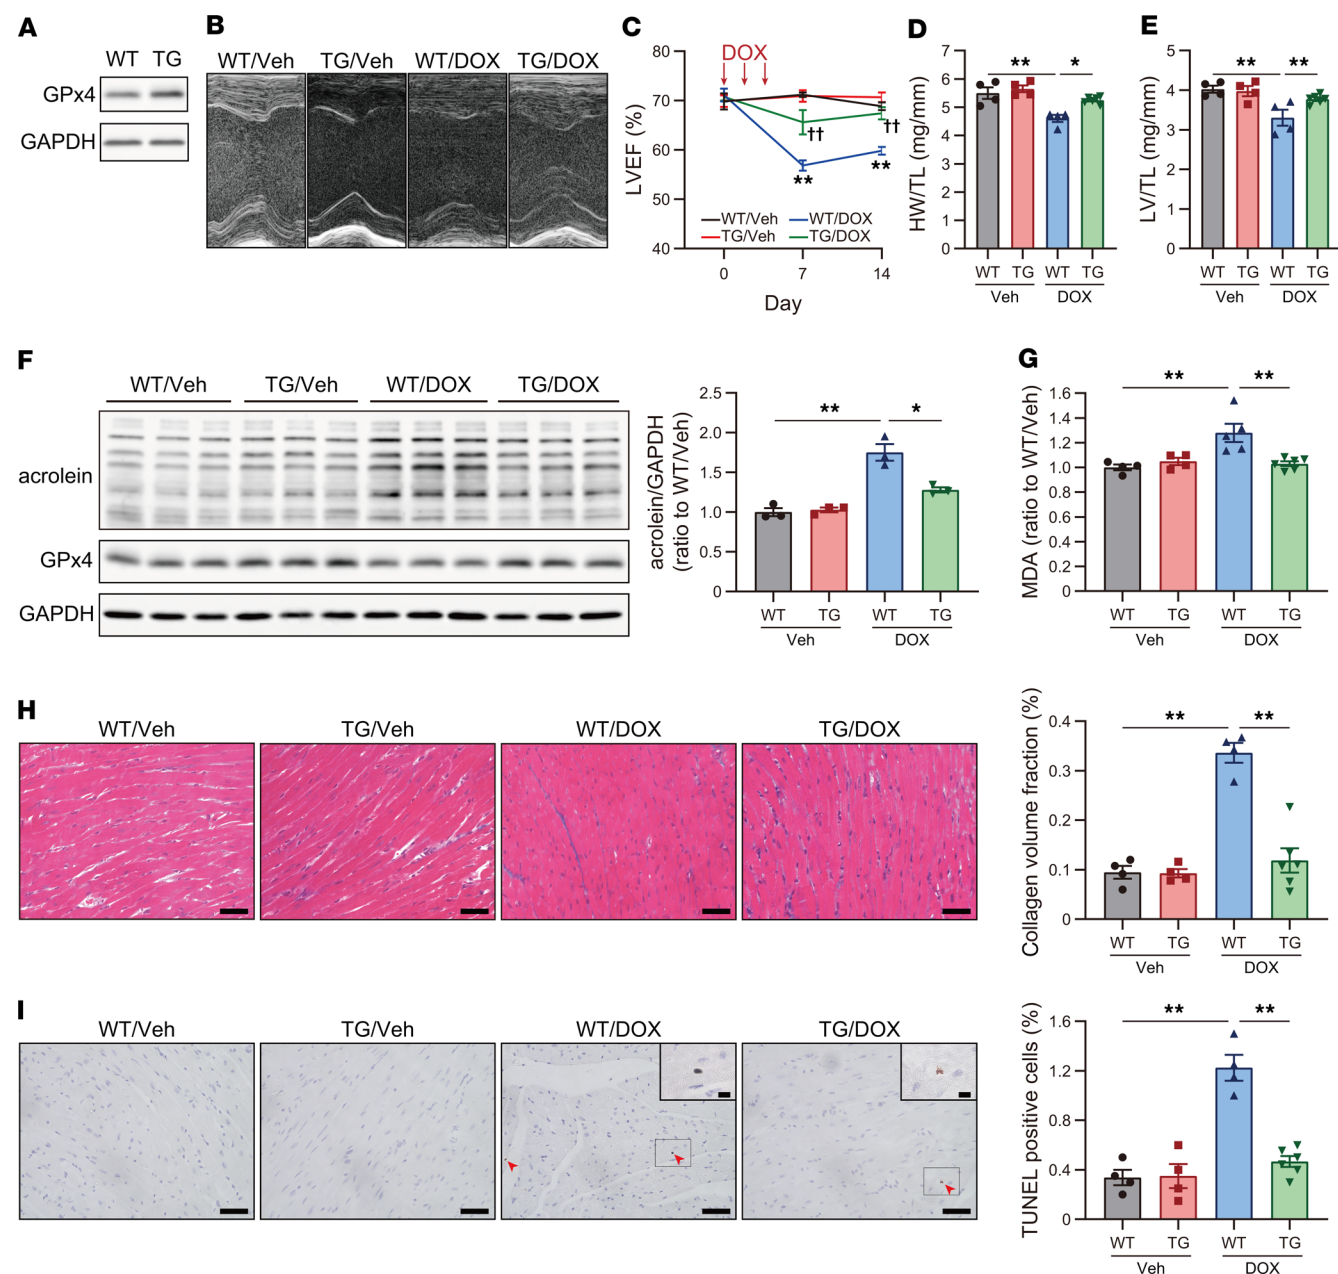 A
WT TG
GPx4
GAPDH
B
WT/Veh TG/Veh WT/DOX TG/DOX
C
80
70
60
50
40
LVEF (%)
DOX
††
††
**
**
WT/Veh WT/DOX
TG/Veh TG/DOX
0 7 14
Day
D
7
6
5
4
3
2
1
0
HW/TL (mg/mm)
** *
WT TG WT TG
Veh DOX
E
5
4
3
2
1
0
LV/TL (mg/mm)
** **
WT TG WT TG
Veh DOX
F
WT/Veh TG/Veh WT/DOX TG/DOX
acrolein
GPx4
GAPDH
2.5
2.0
1.5
1.0
0.5
0
acrolein/GAPDH
(ratio to WT/Veh)
** *
WT TG WT TG
Veh DOX
G
1.6
1.4
1.2
1.0
0.8
0.6
0.4
0.2
0
MDA (ratio to WT/Veh)
** **
WT TG WT TG
Veh DOX
H
WT/Veh TG/Veh WT/DOX TG/DOX
0.4
0.3
0.2
0.1
0
Collagen volume fraction (%)
** **
WT TG WT TG
Veh DOX
I
WT/Veh TG/Veh WT/DOX TG/DOX
1.6
1.2
0.8
0.4
0
TUNEL positive cells (%)
** **
WT TG WT TG
Veh DOX